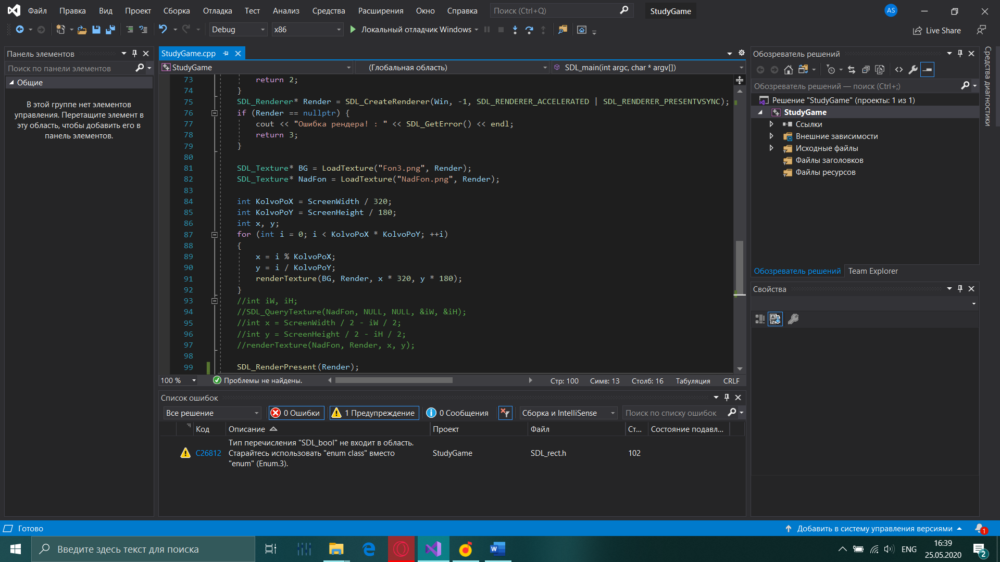 Файл Правка Вид Проект Сборка Отладка Тест Анализ Средства Расширения Окно Справка Поиск (Ctrl+Q) StudyGame AS
Debug x86 Локальный отладчик Windows Live Share
Панель элементов
Поиск по панели элементов
Общие
В этой группе нет элементов
управления. Перетащите элемент в
эту область, чтобы добавить его в
панель элементов.
StudyGame.cpp
StudyGame (Глобальная область) SDL_main(int argc, char * argv[])
73 return 2;
74 }
75 SDL_Renderer* Render = SDL_CreateRenderer(Win, -1, SDL_RENDERER_ACCELERATED | SDL_RENDERER_PRESENTVSYNC);
76 if (Render == nullptr) {
77 cout << "Ошибка рендера! : " << SDL_GetError() << endl;
78 return 3;
79 }
80
81 SDL_Texture* BG = LoadTexture("Fon3.png", Render);
82 SDL_Texture* NadFon = LoadTexture("NadFon.png", Render);
83
84 int KolvoPoX = ScreenWidth / 320;
85 int KolvoPoY = ScreenHeight / 180;
86 int x, y;
87 for (int i = 0; i < KolvoPoX * KolvoPoY; ++i)
88 {
89 x = i % KolvoPoX;
90 y = i / KolvoPoY;
91 renderTexture(BG, Render, x * 320, y * 180);
92 }
93 //int iW, iH;
94 //SDL_QueryTexture(NadFon, NULL, NULL, &iW, &iH);
95 //int x = ScreenWidth / 2 - iW / 2;
96 //int y = ScreenHeight / 2 - iH / 2;
97 //renderTexture(NadFon, Render, x, y);
98
99 SDL_RenderPresent(Render);
100 % Проблемы не найдены. Стр: 100 Симв: 13 Столб: 16 Табуляция CRLF
Список ошибок
Все решение 0 Ошибки 1 Предупреждение 0 Сообщения Сборка и IntelliSense Поиск по списку ошибок
Код Описание Проект Файл Ст... Состояние подавл...
Тип перечисления "SDL_bool" не входит в область.
C26812 Старайтесь использовать "enum class" вместо StudyGame SDL_rect.h 102
"enum" (Enum.3).
Обозреватель решений
Обозреватель решений — поиск (Ctrl+;)
Решение "StudyGame" (проекты: 1 из 1)
StudyGame
Ссылки
Внешние зависимости
Исходные файлы
Файлы заголовков
Файлы ресурсов
Обозреватель решений Team Explorer
Свойства
Средства диагностики
Готово Добавить в систему управления версиями 1
Введите здесь текст для поиска ENG 16:39
25.05.2020 2